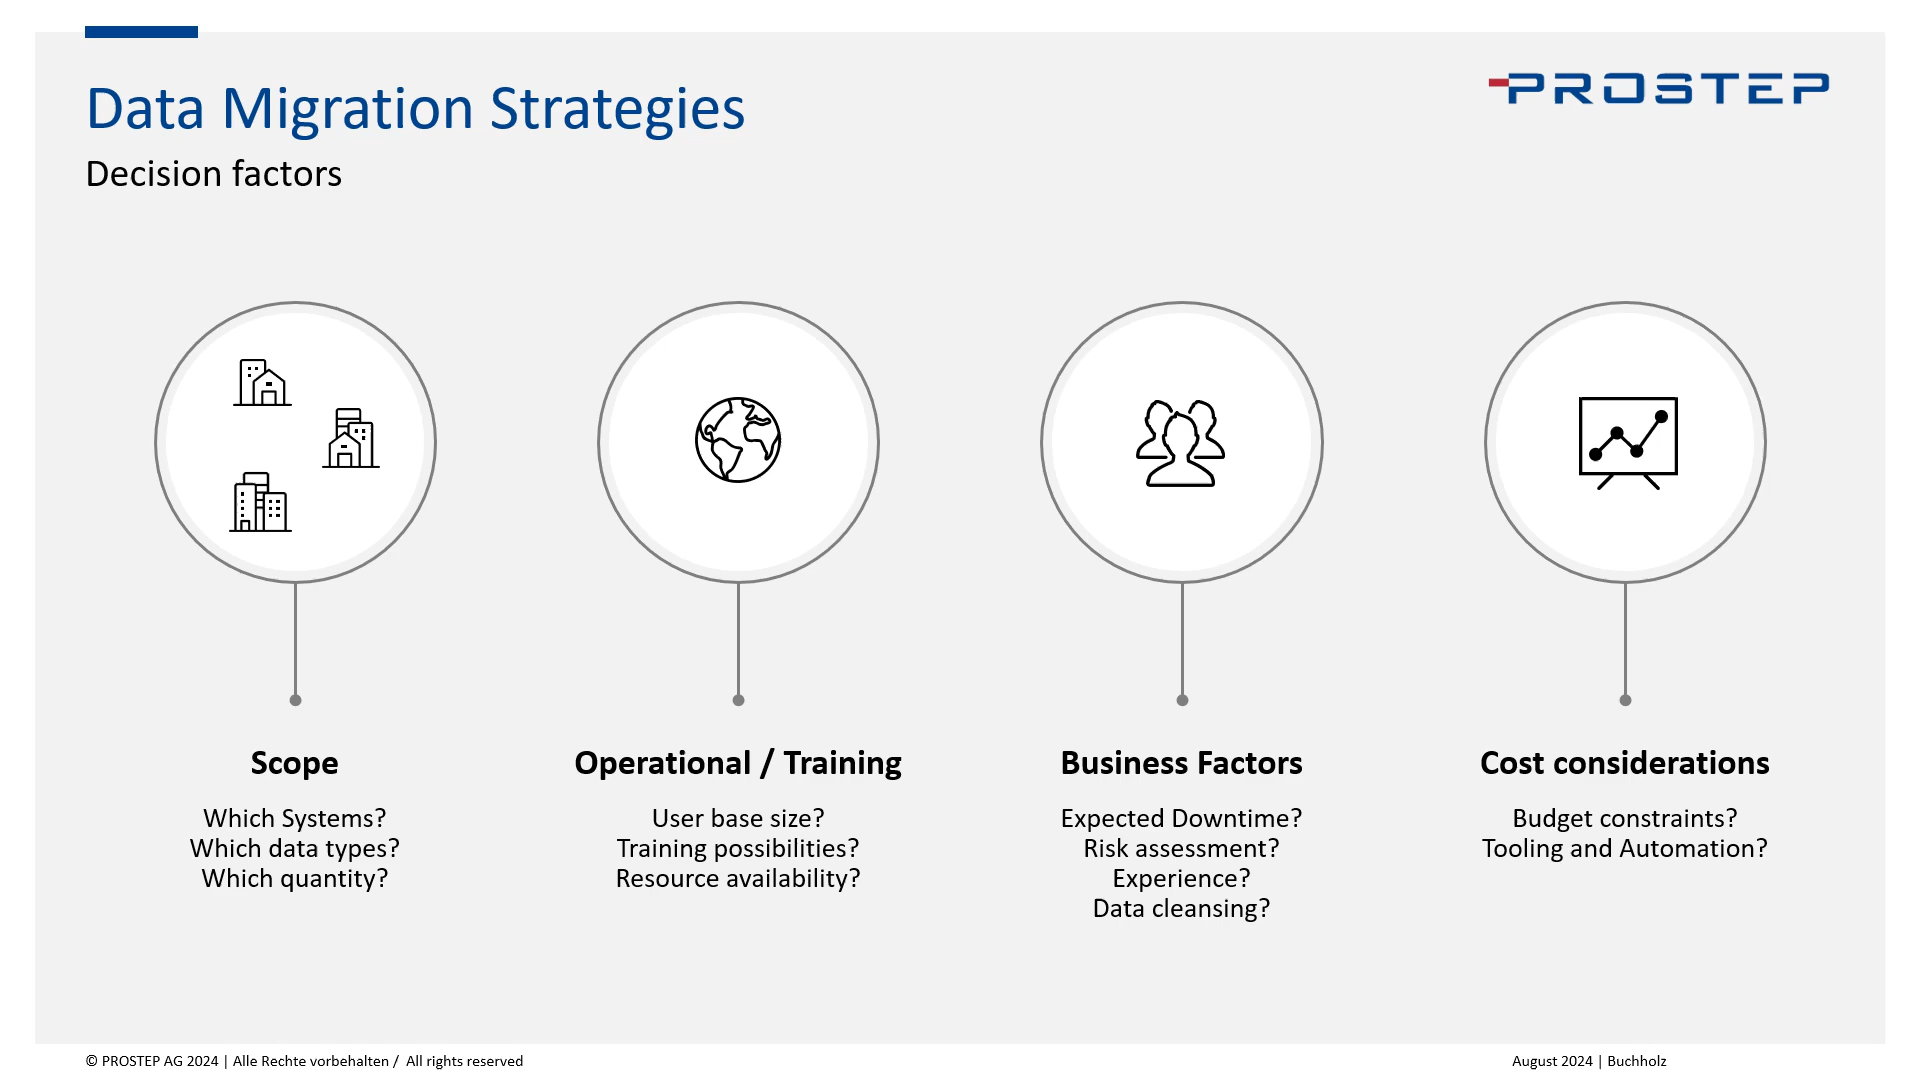 PROSTEP
Data Migration Strategies
Decision factors
Scope
Which Systems?
Which data types?
Which quantity?
Operational / Training
User base size?
Training possibilities?
Resource availability?
Business Factors
Expected Downtime?
Risk assessment?
Experience?
Data cleansing?
Cost considerations
Budget constraints?
Tooling and Automation?
© PROSTEP AG 2024 | Alle Rechte vorbehalten / All rights reserved
August 2024 | Buchholz